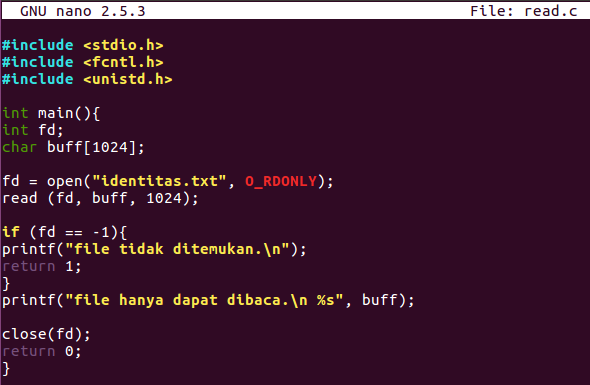 GNU nano 2.5.3 File: read.c
#include <stdio.h>
#include <fcntl.h>
#include <unistd.h>
int main(){
int fd;
char buff[1024];
fd = open("identitas.txt", O_RDONLY);
read (fd, buff, 1024);
if (fd == -1){
printf("file tidak ditemukan.\n");
return 1;
}
printf("file hanya dapat dibaca.\n %s", buff);
close(fd);
return 0;
}